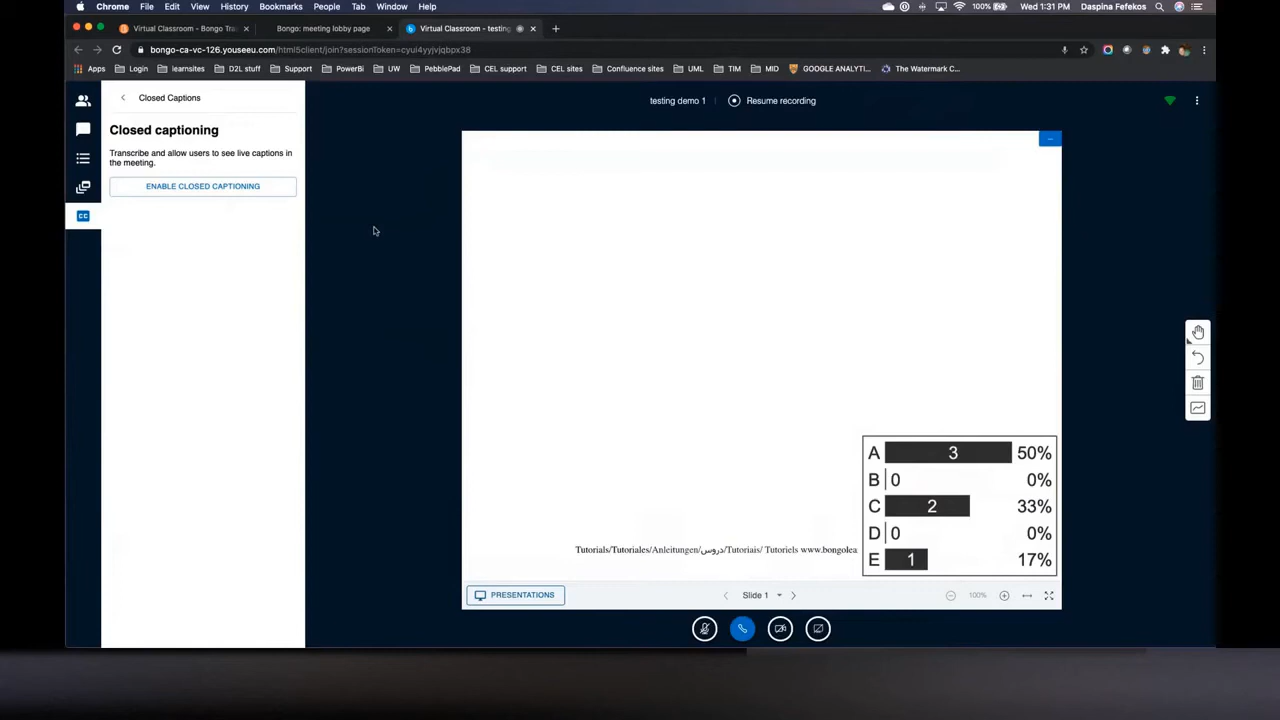 Chrome File Edit View History Bookmarks People Tab Window Help 100% Wed 1:31 PM Daspina Fefekos
Virtual Classroom - Bongo Tra Bongo: meeting lobby page Virtual Classroom - testing
bongo-ca-vc-126.youseeu.com/html5client/join?sessionToken=cyui4yyjvjqbpx38
Apps Login learnsites D2L stuff Support PowerBi UW PebblePad CEL support CEL sites Confluence sites UML TIM MID GOOGLE ANALYTI... The Watermark C...
Closed Captions
testing demo 1 Resume recording
Closed captioning
Transcribe and allow users to see live captions in
the meeting.
ENABLE CLOSED CAPTIONING
CC
A 3 50%
B 0 0%
C 2 33%
D 0 0%
E 1 17%
Tutorials/Tutoriales/Anleitungen/دروس/Tutoriais/ Tutoriels www.bongolea
PRESENTATIONS Slide 1 100%